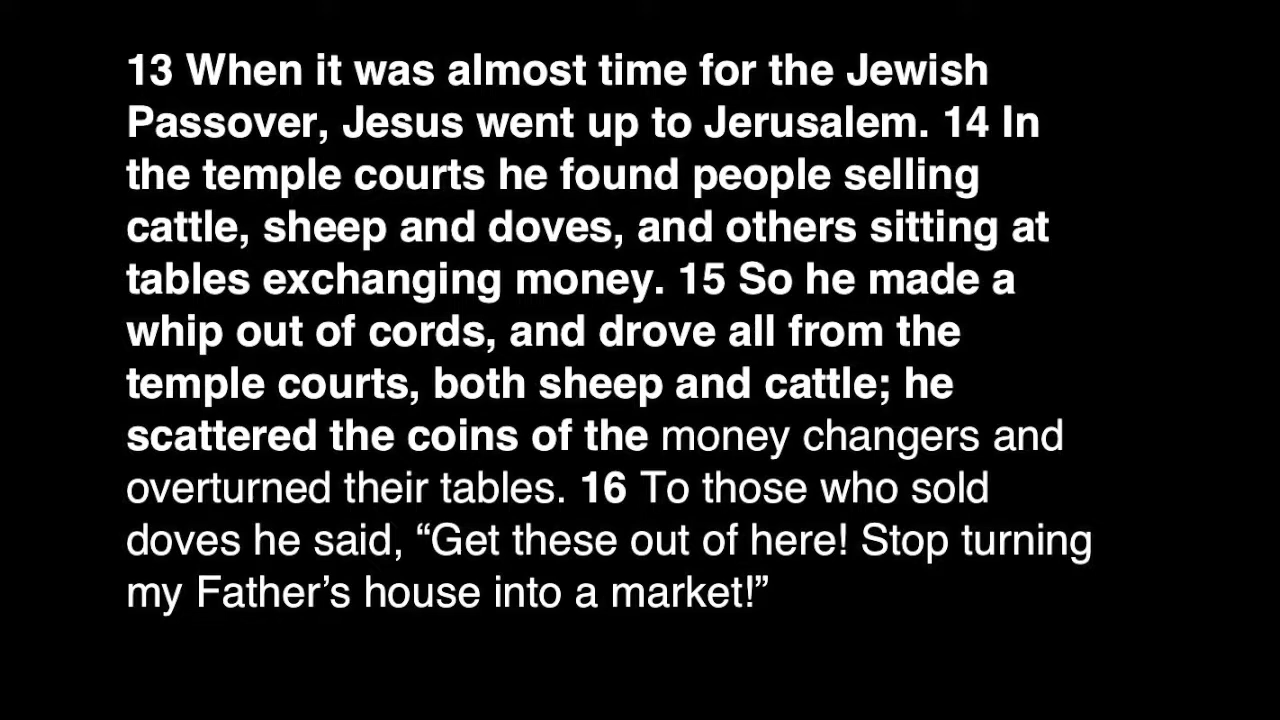 13 When it was almost time for the Jewish
Passover, Jesus went up to Jerusalem. 14 In
the temple courts he found people selling
cattle, sheep and doves, and others sitting at
tables exchanging money. 15 So he made a
whip out of cords, and drove all from the
temple courts, both sheep and cattle; he
scattered the coins of the money changers and
overturned their tables. 16 To those who sold
doves he said, “Get these out of here! Stop turning
my Father’s house into a market!”